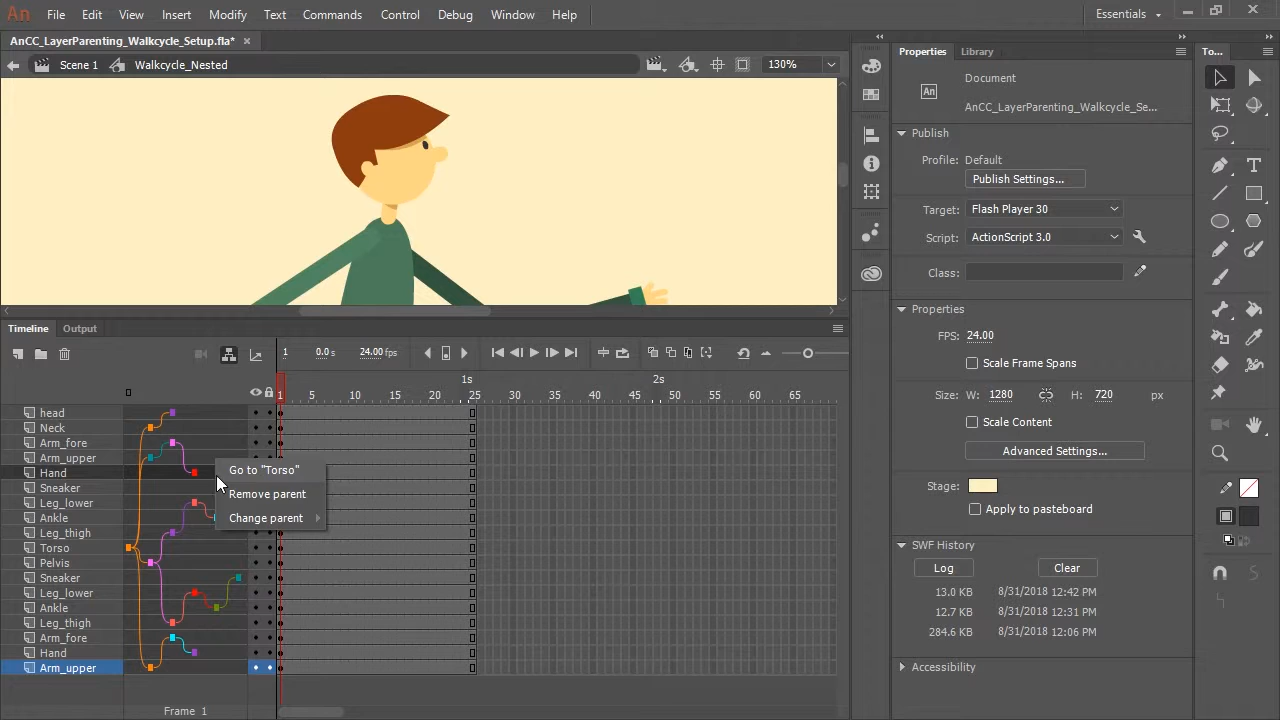 An File Edit View Insert Modify Text Commands Control Debug Window Help Essentials
AnCC_LayerParenting_Walkcycle_Setup.fla*
Scene 1 Walkcycle_Nested 130%
Timeline Output
1 0.0 s 24.00 fps
1s 2s
1 5 10 15 20 25 30 35 40 45 50 55 60 65
head
Neck
Arm_fore
Arm_upper
Hand
Sneaker
Leg_lower
Ankle
Leg_thigh
Torso
Pelvis
Sneaker
Leg_lower
Ankle
Leg_thigh
Arm_fore
Hand
Arm_upper
Frame 1
Go to "Torso"
Remove parent
Change parent
Properties Library
Document
An AnCC_LayerParenting_Walkcycle_Se...
Publish
Profile: Default
Publish Settings...
Target: Flash Player 30
Script: ActionScript 3.0
Class:
Properties
FPS: 24.00
Scale Frame Spans
Size: W: 1280 H: 720 px
Scale Content
Advanced Settings...
Stage:
Apply to pasteboard
SWF History
Log Clear
13.0 KB 8/31/2018 12:42 PM
12.7 KB 8/31/2018 12:31 PM
284.6 KB 8/31/2018 12:06 PM
Accessibility
To...